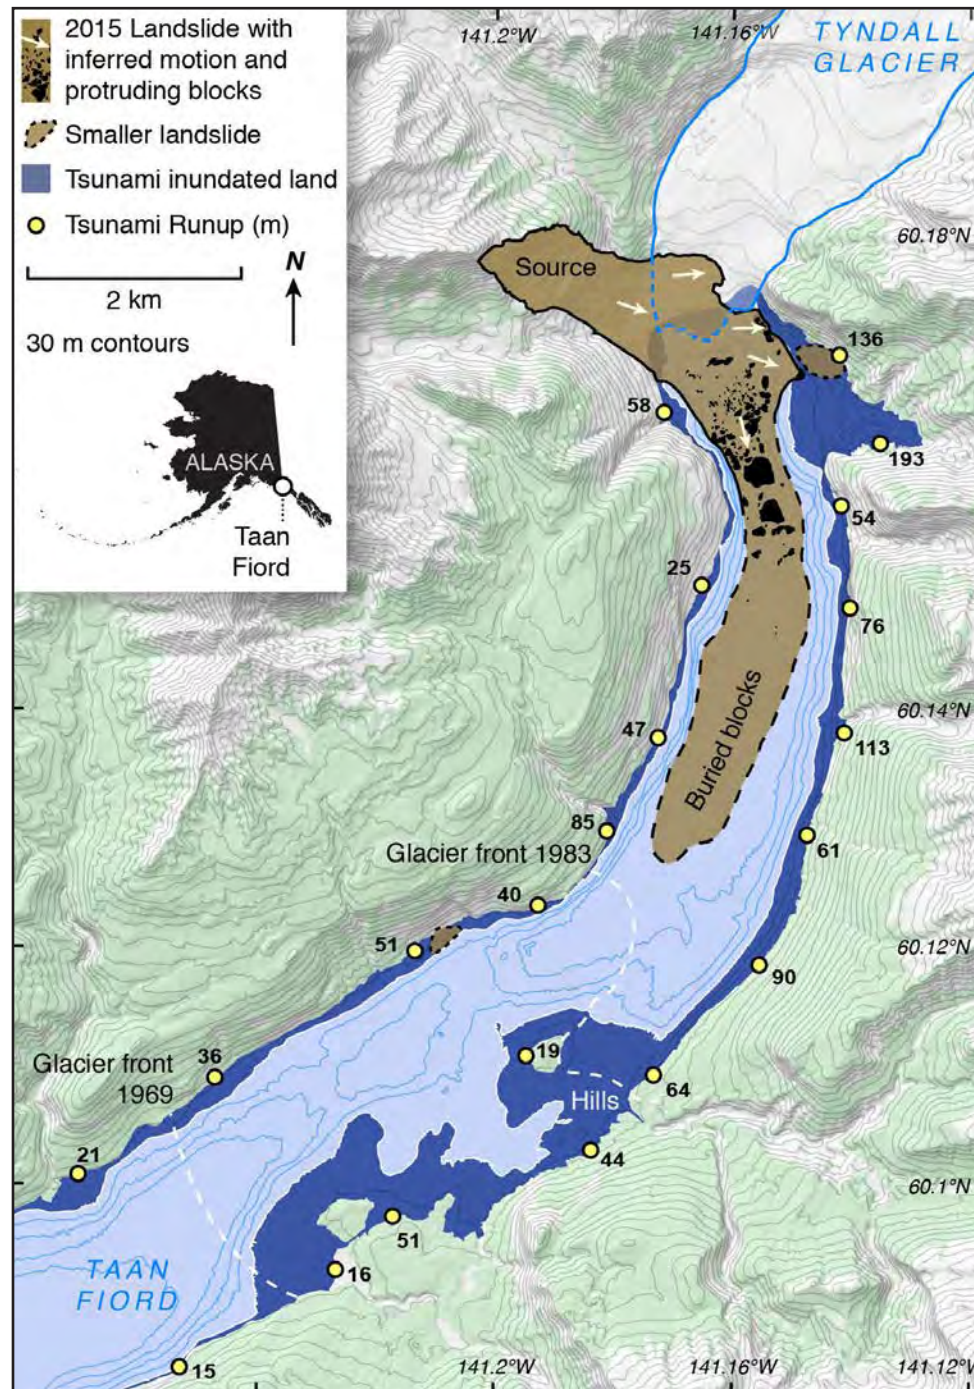 2015 Landslide with
inferred motion and
protruding blocks
Smaller landslide
Tsunami inundated land
Tsunami Runup (m)
2 km
N
30 m contours
ALASKA
Taan
Fiord
141.2°W
141.16°W
TYNDALL
GLACIER
60.18°N
Source
136
58
193
54
25
76
60.14°N
47
113
Buried blocks
85
61
Glacier front 1983
40
51
60.12°N
90
19
Glacier front
1969
36
64
Hills
44
21
60.1°N
51
16
TAAN
FIORD
15
141.2°W
141.16°W
141.12°W